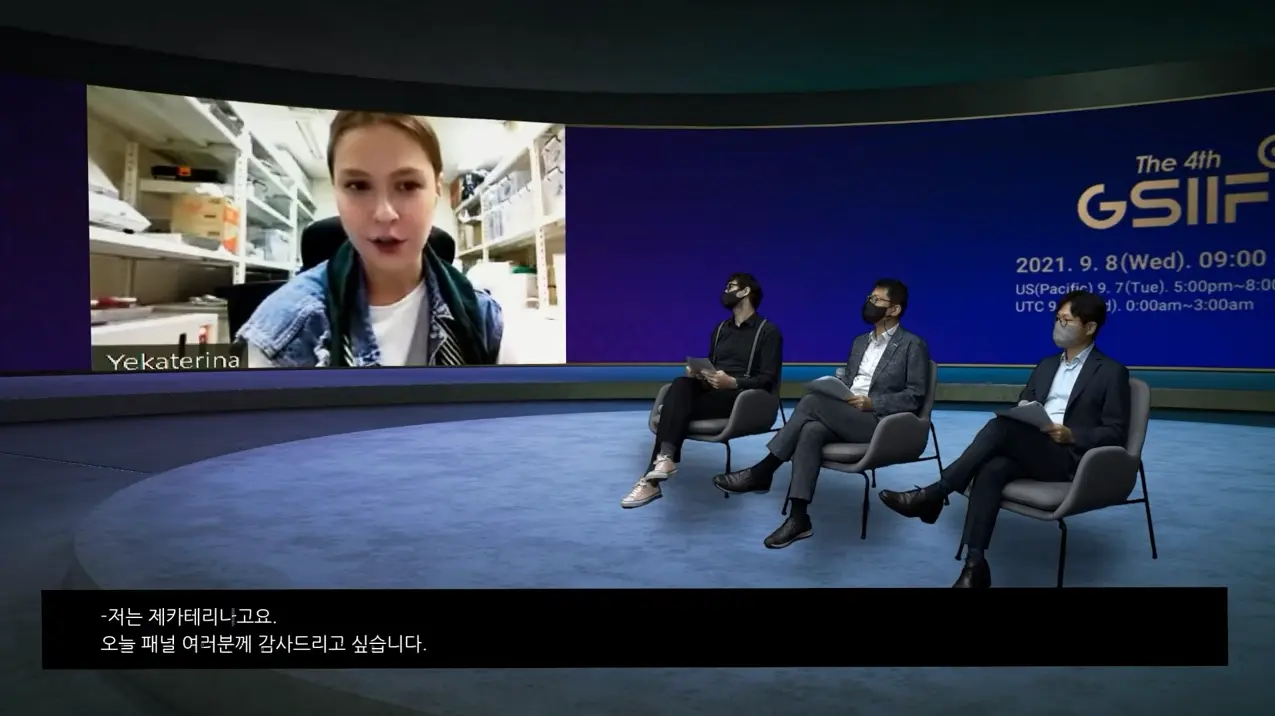 Yekaterina
The 4th
GSIIF
2021. 9. 8(Wed). 09:00
US(Pacific) 9. 7(Tue). 5:00pm~8:00
UTC 9. 0:00am~3:00am
-저는 제카테리나고요.
오늘 패널 여러분께 감사드리고 싶습니다.